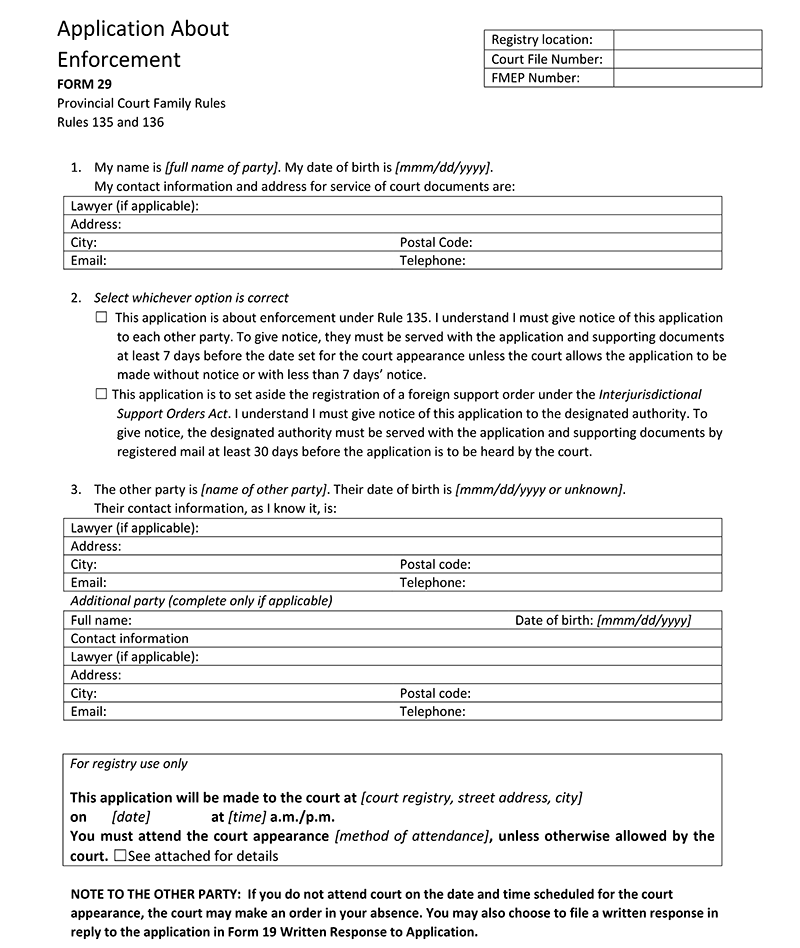 Application About
Enforcement
FORM 29
Provincial Court Family Rules
Rules 135 and 136
Registry location:
Court File Number:
FMEP Number:
1. My name is [full name of party]. My date of birth is [mmm/dd/yyyy].
My contact information and address for service of court documents are:
Lawyer (if applicable):
Address:
City: Postal Code:
Email: Telephone:
2. Select whichever option is correct
☐ This application is about enforcement under Rule 135. I understand I must give notice of this application
to each other party. To give notice, they must be served with the application and supporting documents
at least 7 days before the date set for the court appearance unless the court allows the application to be
made without notice or with less than 7 days’ notice.
☐ This application is to set aside the registration of a foreign support order under the Interjurisdictional
Support Orders Act. I understand I must give notice of this application to the designated authority. To
give notice, the designated authority must be served with the application and supporting documents by
registered mail at least 30 days before the application is to be heard by the court.
3. The other party is [name of other party]. Their date of birth is [mmm/dd/yyyy or unknown].
Their contact information, as I know it, is:
Lawyer (if applicable):
Address:
City: Postal code:
Email: Telephone:
Additional party (complete only if applicable)
Full name: Date of birth: [mmm/dd/yyyy]
Contact information
Lawyer (if applicable):
Address:
City: Postal code:
Email: Telephone:
For registry use only
This application will be made to the court at [court registry, street address, city]
on [date] at [time] a.m./p.m.
You must attend the court appearance [method of attendance], unless otherwise allowed by the
court. ☐See attached for details
NOTE TO THE OTHER PARTY: If you do not attend court on the date and time scheduled for the court
appearance, the court may make an order in your absence. You may also choose to file a written response in
reply to the application in Form 19 Written Response to Application.